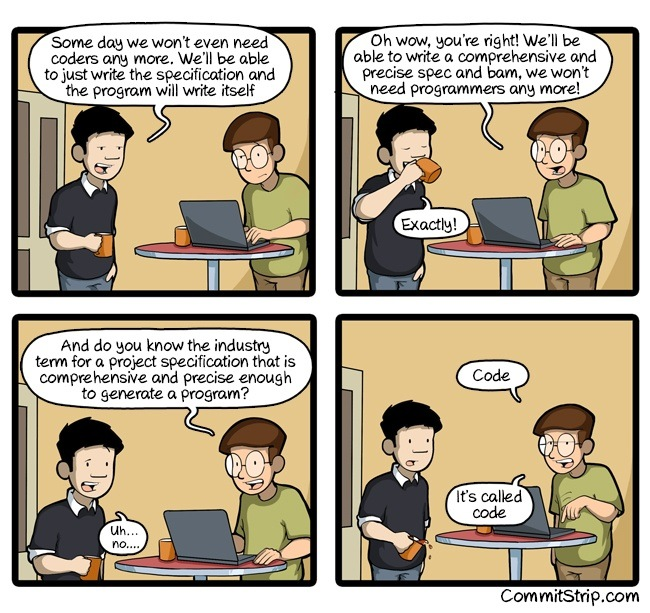 Some day we won't even need
coders any more. We'll be able
to just write the specification and
the program will write itself
Oh wow, you're right! We'll be
able to write a comprehensive and
precise spec and bam, we won't
need programmers any more!
Exactly!
And do you know the industry
term for a project specification that is
comprehensive and precise enough
to generate a program?
Uh...
no....
Code
It's called
code
CommitStrip.com